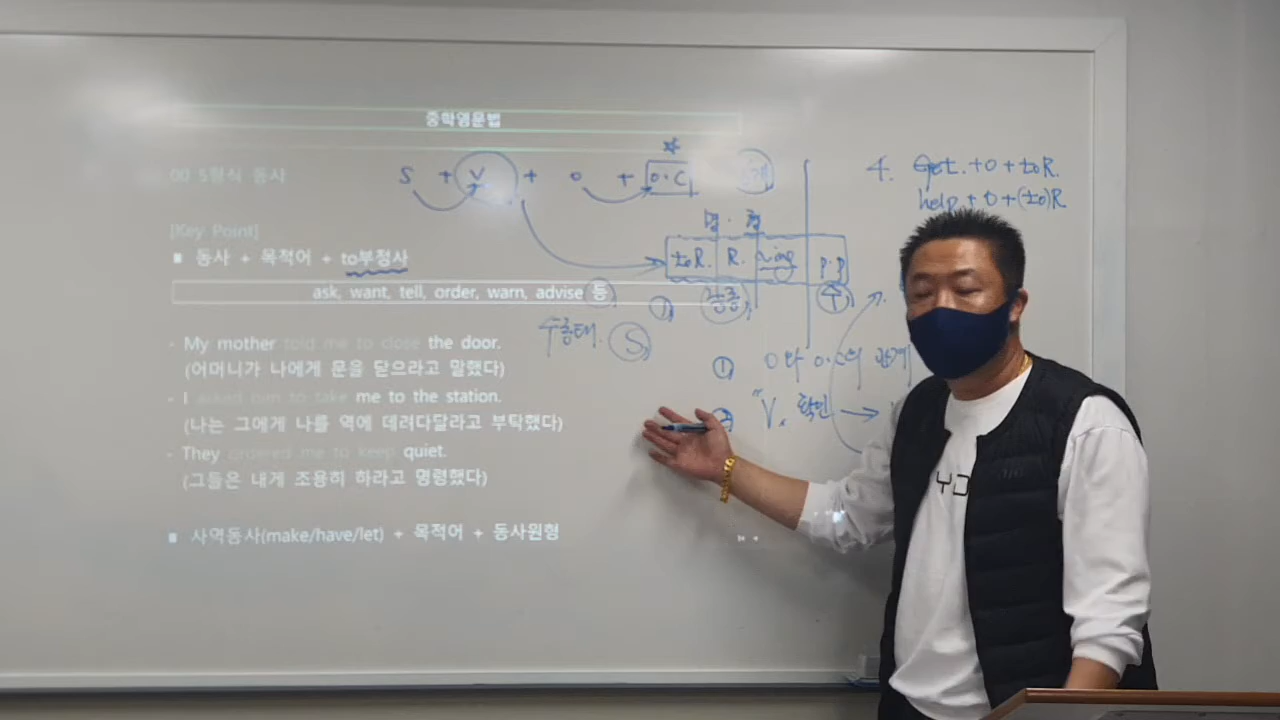 중학영문법
00 5형식 동사
S + V + O + O·C
4. Get + O + to R.
help + O + (to)R
[Key Point]
■ 동사 + 목적어 + to부정사
명 · 형
to R. R. ~ing p.p
ask, want, tell, order, warn, advise 등
능동
수
수동태 S
- My mother told me to close the door.
(어머니가 나에게 문을 닫으라고 말했다)
① O와 O.C의 관계
- I asked him to take me to the station.
(나는 그에게 나를 역에 데려다달라고 부탁했다)
② "V" 확인 →
- They ordered me to keep quiet.
(그들은 내게 조용히 하라고 명령했다)
■ 사역동사(make/have/let) + 목적어 + 동사원형